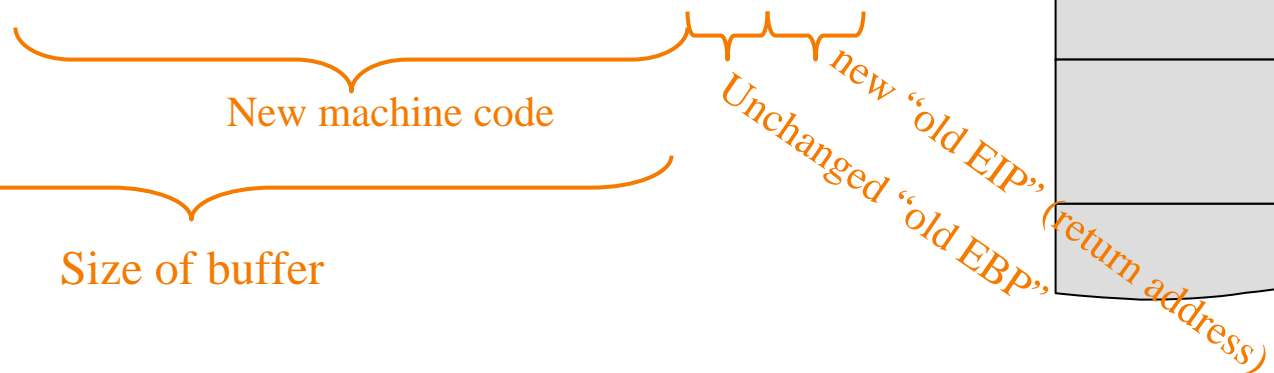 New machine code
Size of buffer
Unchanged “old EBP”
new “old EIP” (return address)